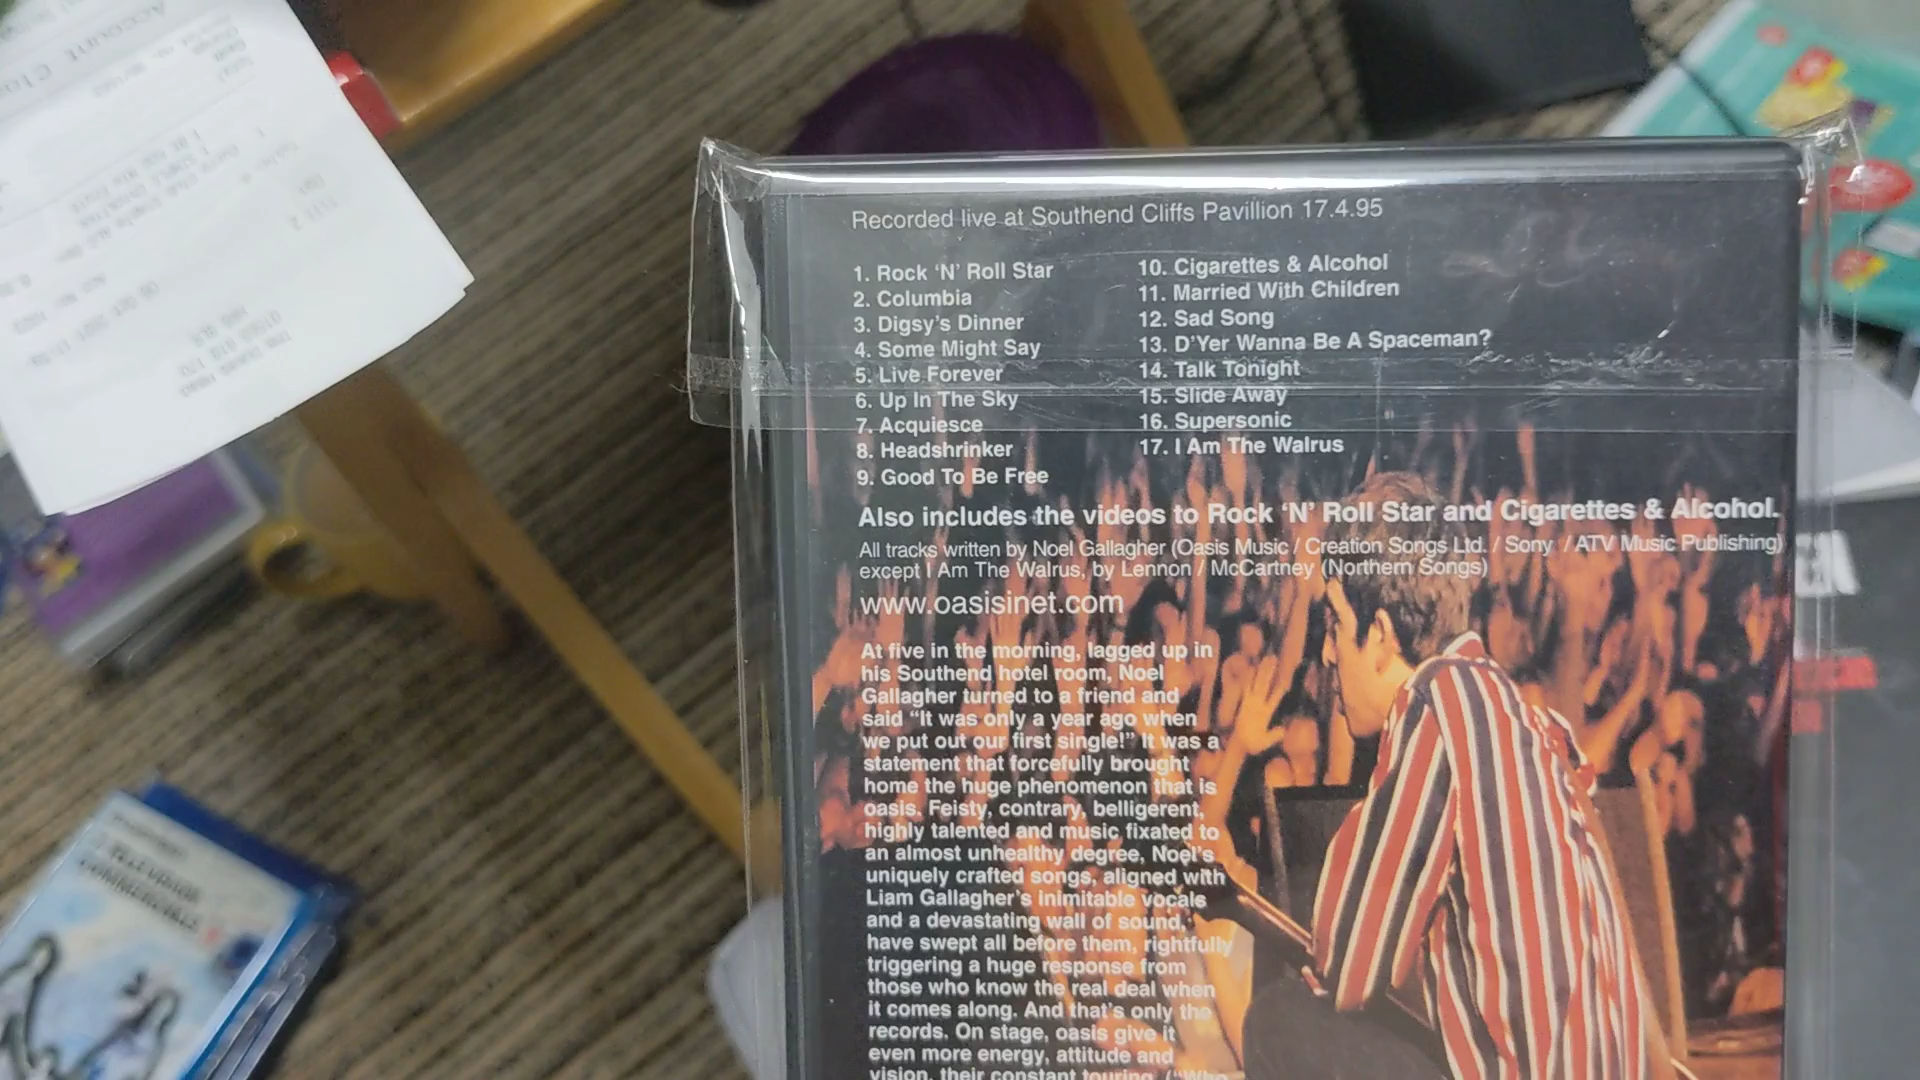 Recorded live at Southend Cliffs Pavillion 17.4.95
1. Rock ‘N’ Roll Star
2. Columbia
3. Digsy's Dinner
4. Some Might Say
5. Live Forever
6. Up In The Sky
7. Acquiesce
8. Headshrinker
9. Good To Be Free
10. Cigarettes & Alcohol
11. Married With Children
12. Sad Song
13. D'Yer Wanna Be A Spaceman?
14. Talk Tonight
15. Slide Away
16. Supersonic
17. I Am The Walrus
Also includes the videos to Rock ‘N’ Roll Star and Cigarettes & Alcohol.
All tracks written by Noel Gallagher (Oasis Music / Creation Songs Ltd. / Sony / ATV Music Publishing)
except I Am The Walrus, by Lennon / McCartney (Northern Songs)
www.oasisinet.com
At five in the morning, lagged up in
his Southend hotel room, Noel
Gallagher turned to a friend and
said “It was only a year ago when
we put out our first single!” It was a
statement that forcefully brought
home the huge phenomenon that is
oasis. Feisty, contrary, belligerent,
highly talented and music fixated to
an almost unhealthy degree, Noel's
uniquely crafted songs, aligned with
Liam Gallagher's inimitable vocals
and a devastating wall of sound,
have swept all before them, rightfully
triggering a huge response from
those who know the real deal when
it comes along. And that's only the
records. On stage, oasis give it
even more energy, attitude and
vision, their constant touring, (“Who
Account